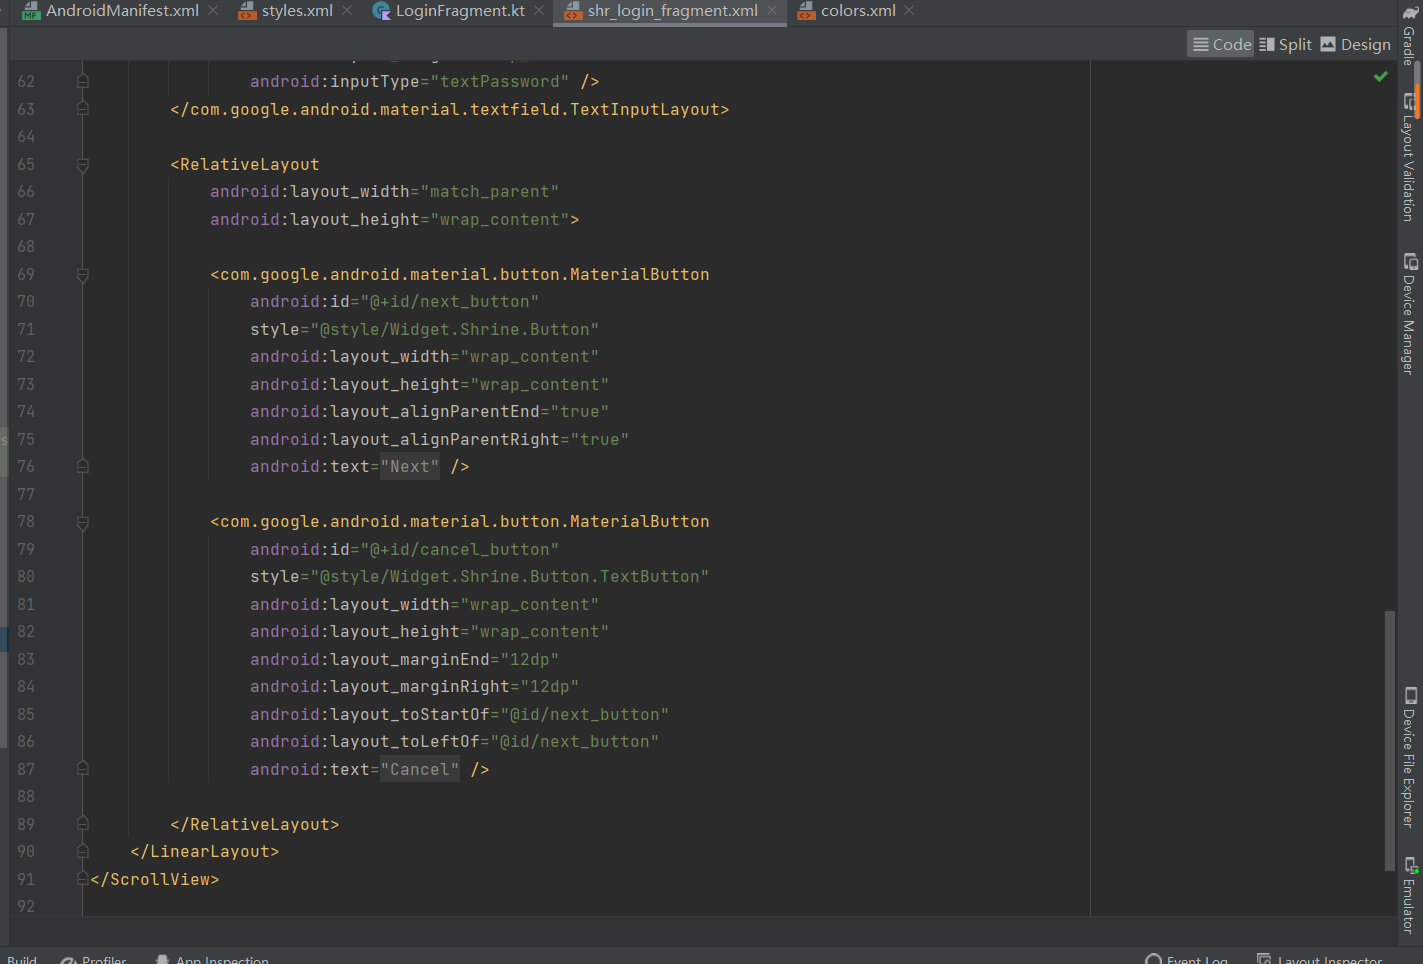 AndroidManifest.xml styles.xml LoginFragment.kt shr_login_fragment.xml colors.xml
Code Split Design
62 android:inputType="textPassword" />
63 </com.google.android.material.textfield.TextInputLayout>
64
65 <RelativeLayout
66 android:layout_width="match_parent"
67 android:layout_height="wrap_content">
68
69 <com.google.android.material.button.MaterialButton
70 android:id="@+id/next_button"
71 style="@style/Widget.Shrine.Button"
72 android:layout_width="wrap_content"
73 android:layout_height="wrap_content"
74 android:layout_alignParentEnd="true"
75 android:layout_alignParentRight="true"
76 android:text="Next" />
77
78 <com.google.android.material.button.MaterialButton
79 android:id="@+id/cancel_button"
80 style="@style/Widget.Shrine.Button.TextButton"
81 android:layout_width="wrap_content"
82 android:layout_height="wrap_content"
83 android:layout_marginEnd="12dp"
84 android:layout_marginRight="12dp"
85 android:layout_toStartOf="@id/next_button"
86 android:layout_toLeftOf="@id/next_button"
87 android:text="Cancel" />
88
89 </RelativeLayout>
90 </LinearLayout>
91 </ScrollView>
92
Gradle
Layout Validation
Device Manager
Device File Explorer
Emulator
Build Profiler App Inspection Event Log Layout Inspector